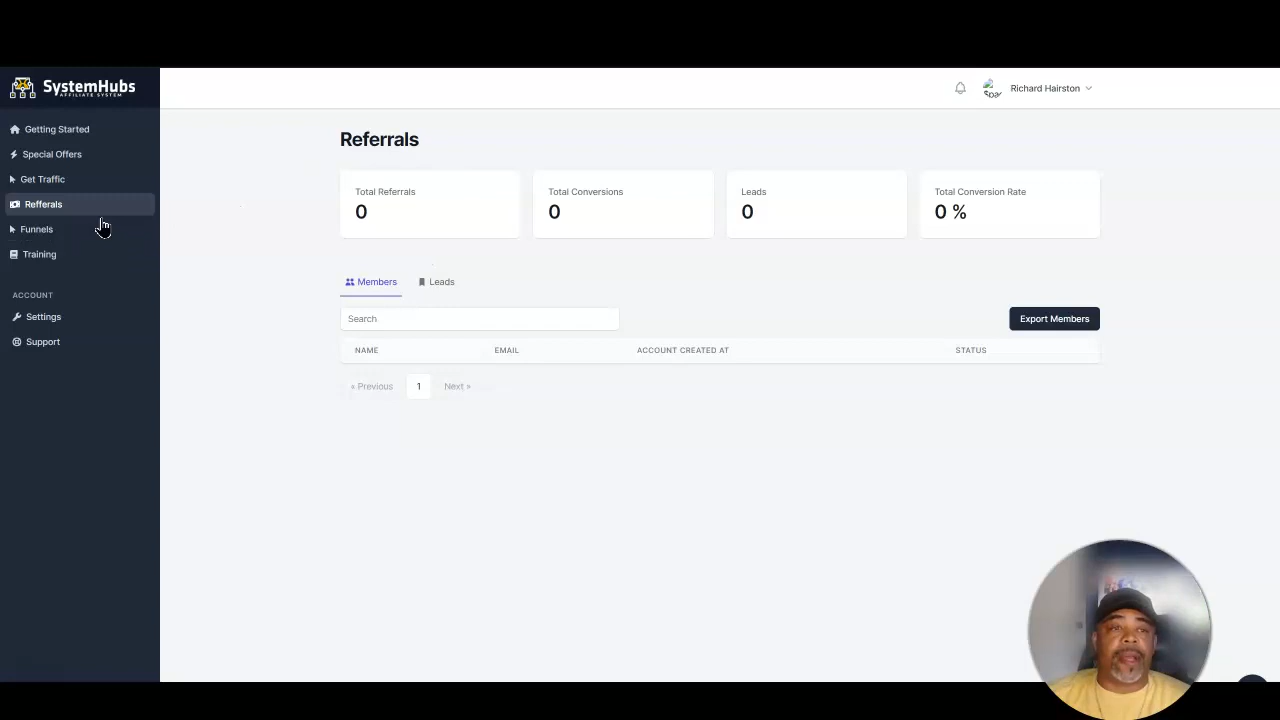 SystemHubs
AFFILIATE SYSTEM
Richard Hairston
Getting Started
Special Offers
Get Traffic
Refferals
Funnels
Training
ACCOUNT
Settings
Support
Referrals
Total Referrals
0
Total Conversions
0
Leads
0
Total Conversion Rate
0 %
Members
Leads
Search
Export Members
NAME EMAIL ACCOUNT CREATED AT STATUS
« Previous 1 Next »